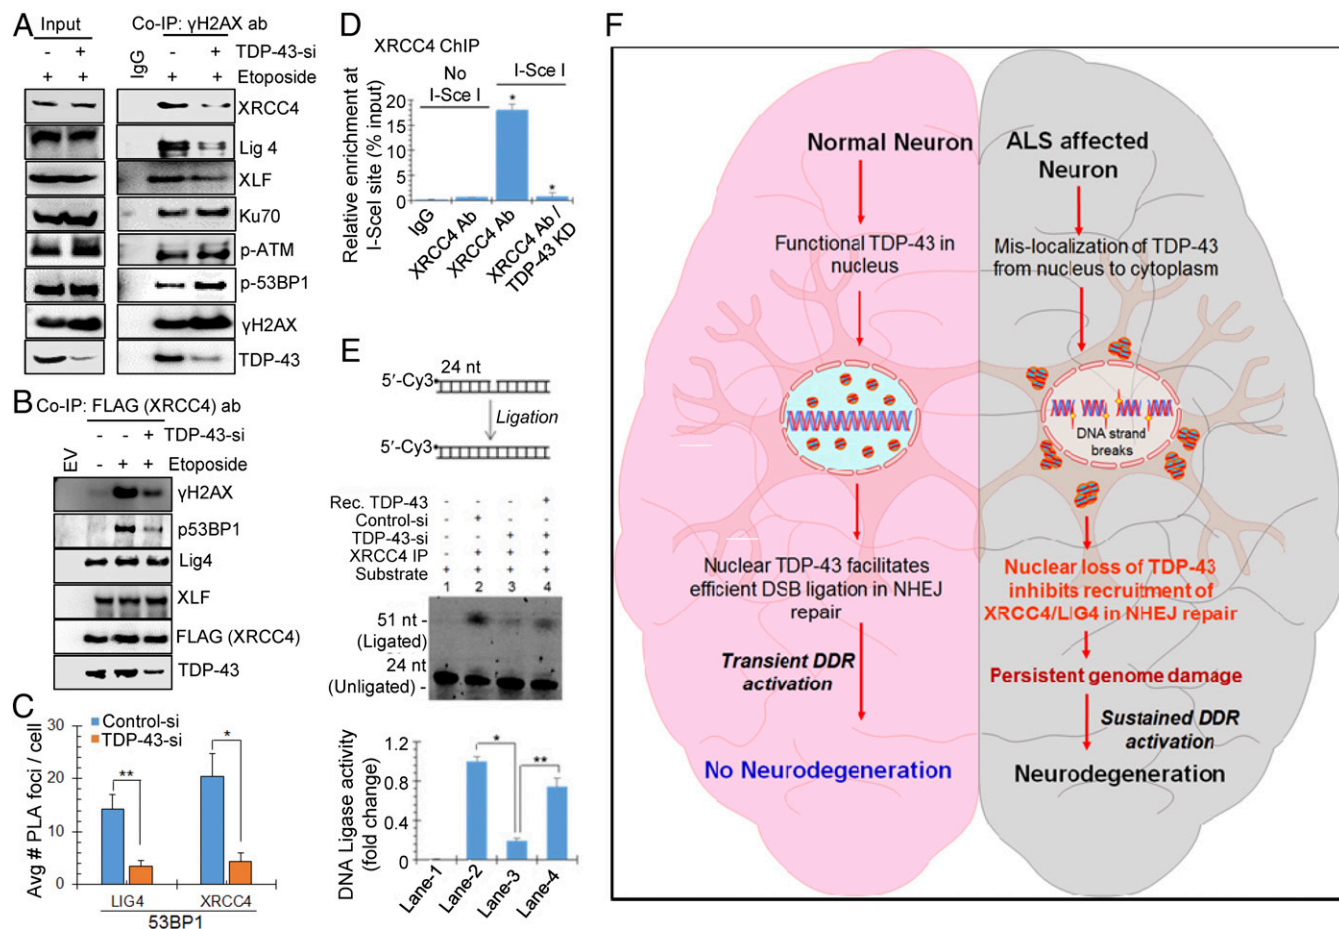 A
Input
Co-IP: γH2AX ab
- + IgG - + TDP-43-si
+ + + + Etoposide
XRCC4
Lig 4
XLF
Ku70
p-ATM
p-53BP1
γH2AX
TDP-43
B
Co-IP: FLAG (XRCC4) ab
EV - - + TDP-43-si
- + + Etoposide
γH2AX
p53BP1
Lig4
XLF
FLAG (XRCC4)
TDP-43
C
Avg # PLA foci / cell
30
20
10
0
Control-si
TDP-43-si
**
*
LIG4
XRCC4
53BP1
D
XRCC4 ChIP
No
I-Sce I
I-Sce I
Relative enrichment at
I-SceI site (% input)
20
15
10
5
0
*
*
IgG
XRCC4 Ab
XRCC4 Ab
XRCC4 Ab /
TDP-43 KD
E
24 nt
5′-Cy3*
Ligation
5′-Cy3*
Rec. TDP-43 - - - +
Control-si - + - -
TDP-43-si - - + +
XRCC4 IP - + + +
Substrate + + + +
1 2 3 4
51 nt -
(Ligated)
24 nt
(Unligated) -
DNA Ligase activity
(fold change)
1.2
0.8
0.4
0
*
**
Lane-1
Lane-2
Lane-3
Lane-4
F
Normal Neuron
Functional TDP-43 in
nucleus
Nuclear TDP-43 facilitates
efficient DSB ligation in NHEJ
repair
Transient DDR
activation
No Neurodegeneration
ALS affected
Neuron
Mis-localization of TDP-43
from nucleus to cytoplasm
DNA strand
breaks
Nuclear loss of TDP-43
inhibits recruitment of
XRCC4/LIG4 in NHEJ repair
Persistent genome damage
Sustained DDR
activation
Neurodegeneration